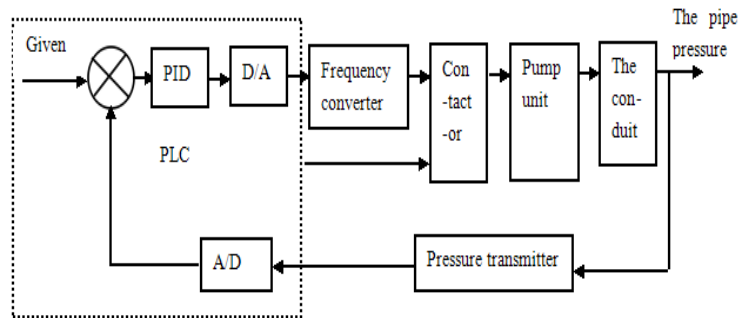 The pipe
pressure
Given
PID
D/A
Frequency
converter
Con
-tact
-or
Pump
unit
The
con-
duit
PLC
A/D
Pressure transmitter